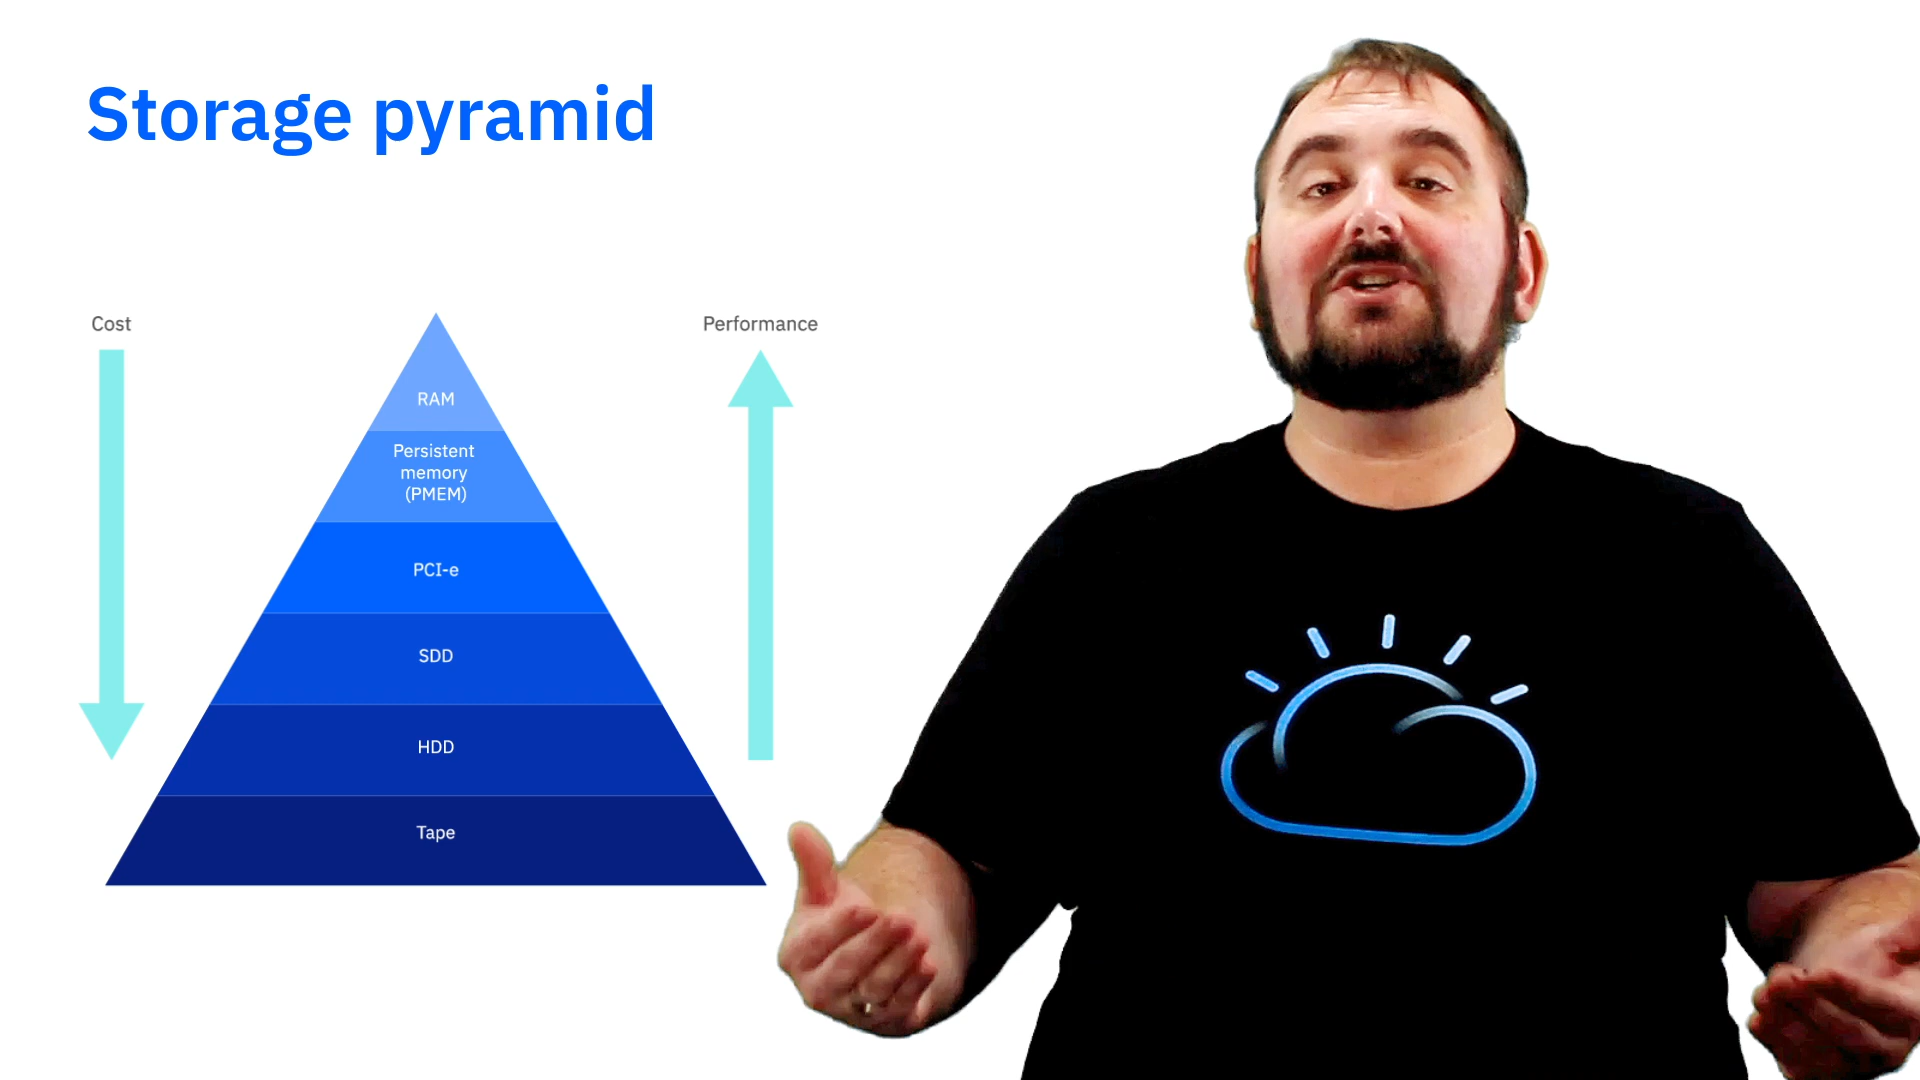 Storage pyramid
Cost
Performance
RAM
Persistent
memory
(PMEM)
PCI-e
SDD
HDD
Tape